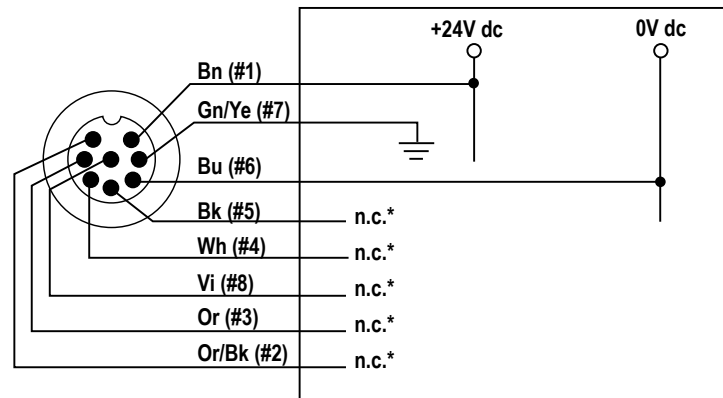 +24V dc 0V dc
Bn (#1)
Gn/Ye (#7)
Bu (#6)
Bk (#5) n.c.*
Wh (#4) n.c.*
Vi (#8) n.c.*
Or (#3) n.c.*
Or/Bk (#2) n.c.*